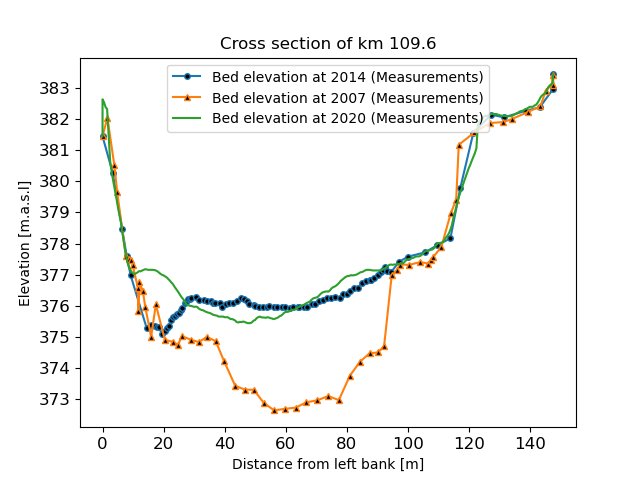 Cross section of km 109.6
Bed elevation at 2014 (Measurements)
Bed elevation at 2007 (Measurements)
Bed elevation at 2020 (Measurements)
383
382
381
380
379
378
377
376
375
374
373
Elevation [m.a.s.l]
0 20 40 60 80 100 120 140
Distance from left bank [m]